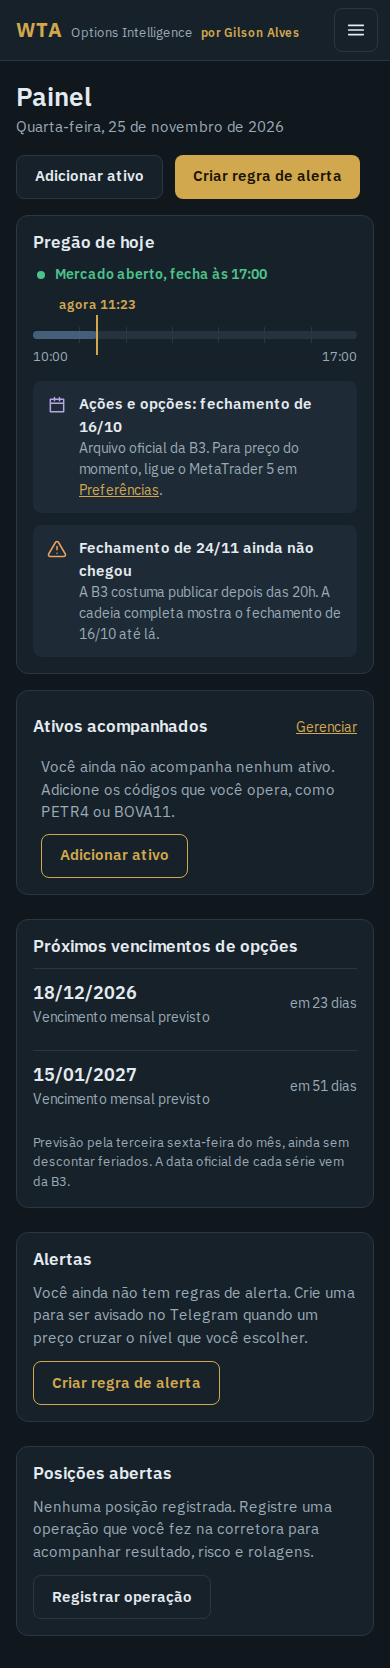 WTA Options Intelligence por Gilson Alves
Painel
Quarta-feira, 25 de novembro de 2026
Adicionar ativo Criar regra de alerta
Pregão de hoje
Mercado aberto, fecha às 17:00
agora 11:23
10:00 17:00
Ações e opções: fechamento de
16/10
Arquivo oficial da B3. Para preço do
momento, ligue o MetaTrader 5 em
Preferências.
Fechamento de 24/11 ainda não
chegou
A B3 costuma publicar depois das 20h. A
cadeia completa mostra o fechamento de
16/10 até lá.
Ativos acompanhados Gerenciar
Você ainda não acompanha nenhum ativo.
Adicione os códigos que você opera, como
PETR4 ou BOVA11.
Adicionar ativo
Próximos vencimentos de opções
18/12/2026
Vencimento mensal previsto em 23 dias
15/01/2027
Vencimento mensal previsto em 51 dias
Previsão pela terceira sexta-feira do mês, ainda sem
descontar feriados. A data oficial de cada série vem
da B3.
Alertas
Você ainda não tem regras de alerta. Crie uma
para ser avisado no Telegram quando um
preço cruzar o nível que você escolher.
Criar regra de alerta
Posições abertas
Nenhuma posição registrada. Registre uma
operação que você fez na corretora para
acompanhar resultado, risco e rolagens.
Registrar operação